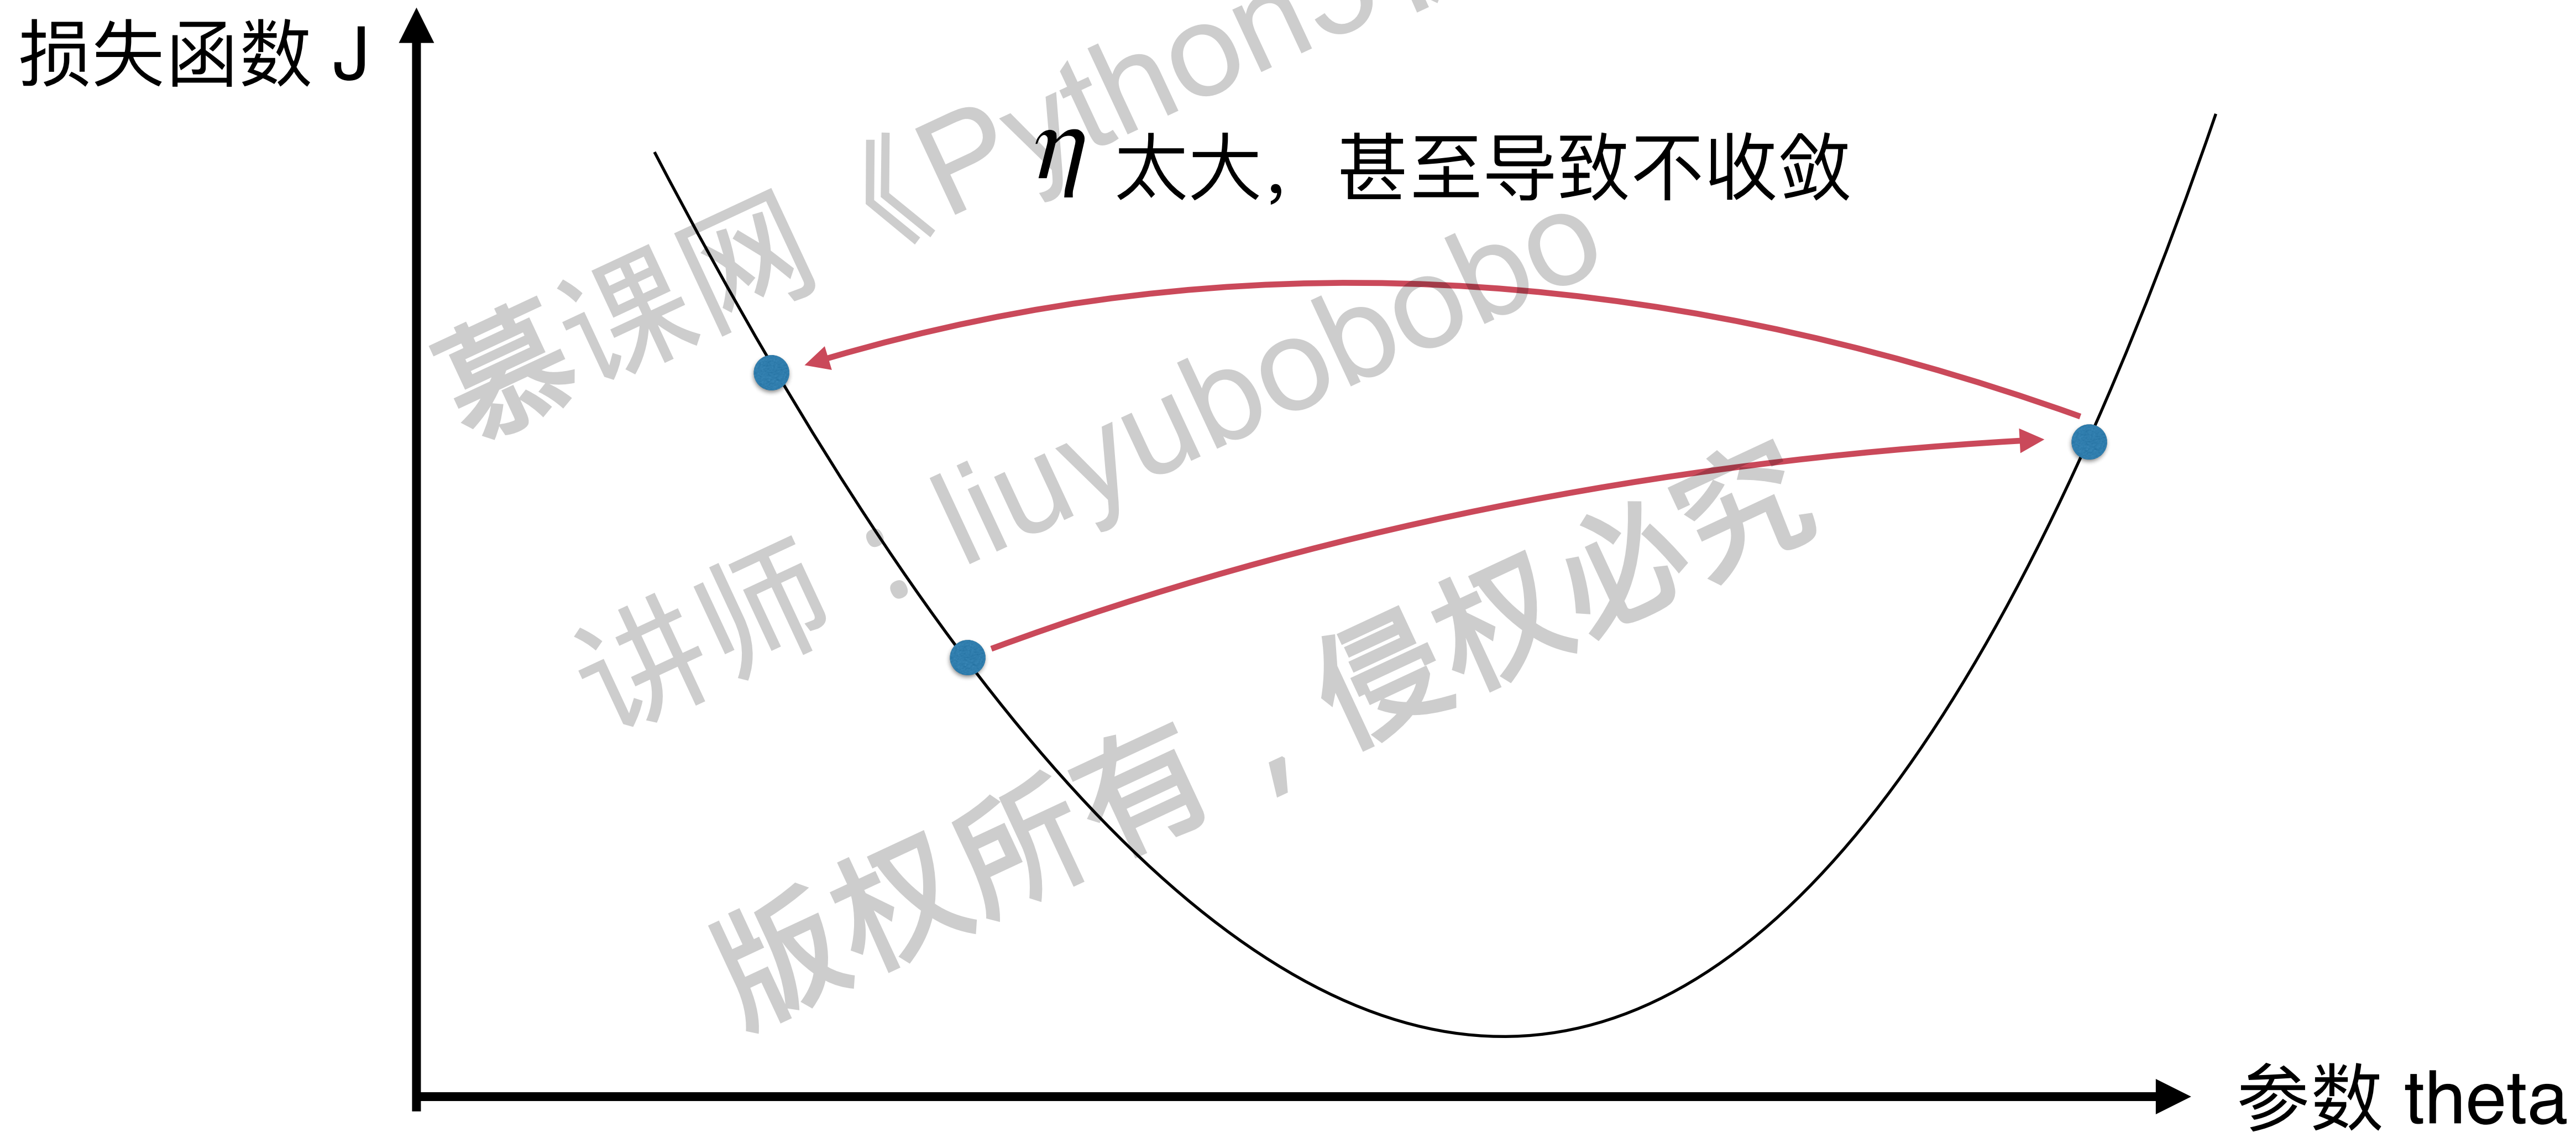 损失函数 J
η 太大，甚至导致不收敛
慕课网《Python3
讲师：liuyubobobo
版权所有，侵权必究
参数 theta